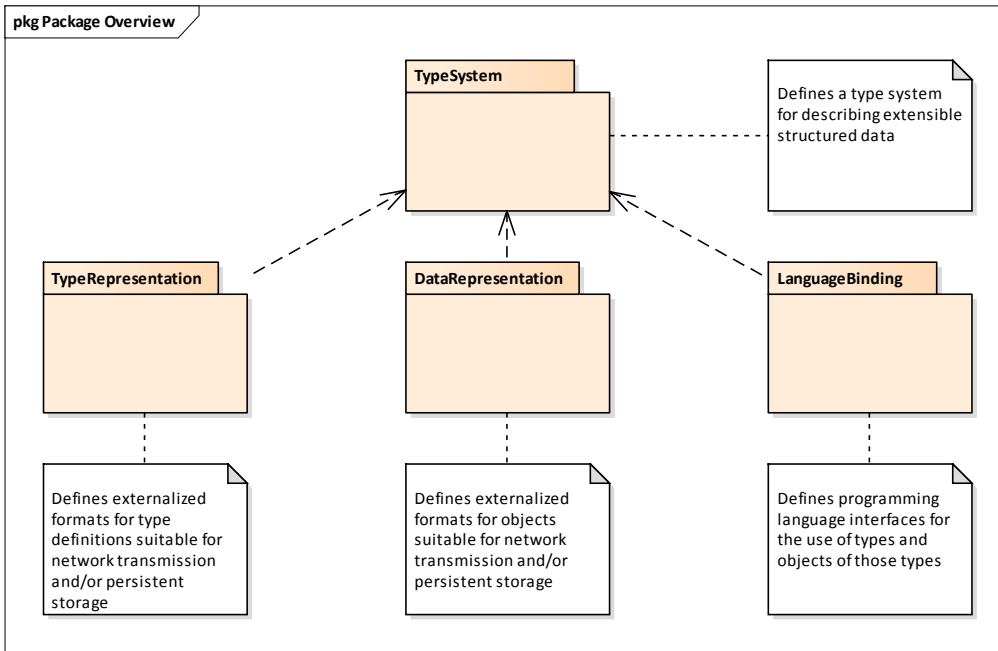 pkg Package Overview
TypeSystem
Defines a type system
for describing extensible
structured data
TypeRepresentation
DataRepresentation
LanguageBinding
Defines externalized
formats for type
definitions suitable for
network transmission
and/or persistent
storage
Defines externalized
formats for objects
suitable for network
transmission and/or
persistent storage
Defines programming
language interfaces for
the use of types and
objects of those types